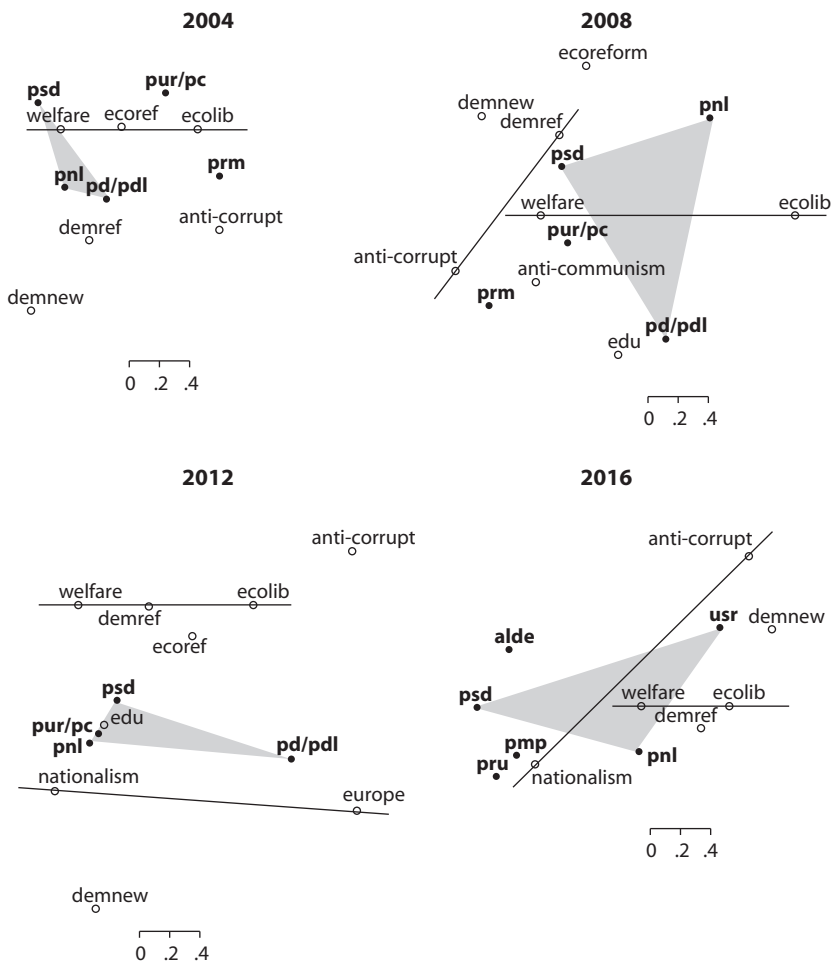 2004
psd
pur/pc
welfare
ecoref
ecolib
pnl
pd/pdl
prm
demref
anti-corrupt
demnew
0 .2 .4
2008
ecoreform
demnew
demref
pnl
psd
welfare
ecolib
pur/pc
anti-corrupt
anti-communism
prm
pd/pdl
edu
0 .2 .4
2012
anti-corrupt
welfare
ecolib
demref
ecoref
psd
edu
pur/pc
pnl
pd/pdl
nationalism
europe
demnew
0 .2 .4
2016
anti-corrupt
usr
demnew
alde
psd
welfare
ecolib
demref
pmp
pnl
pru
nationalism
0 .2 .4